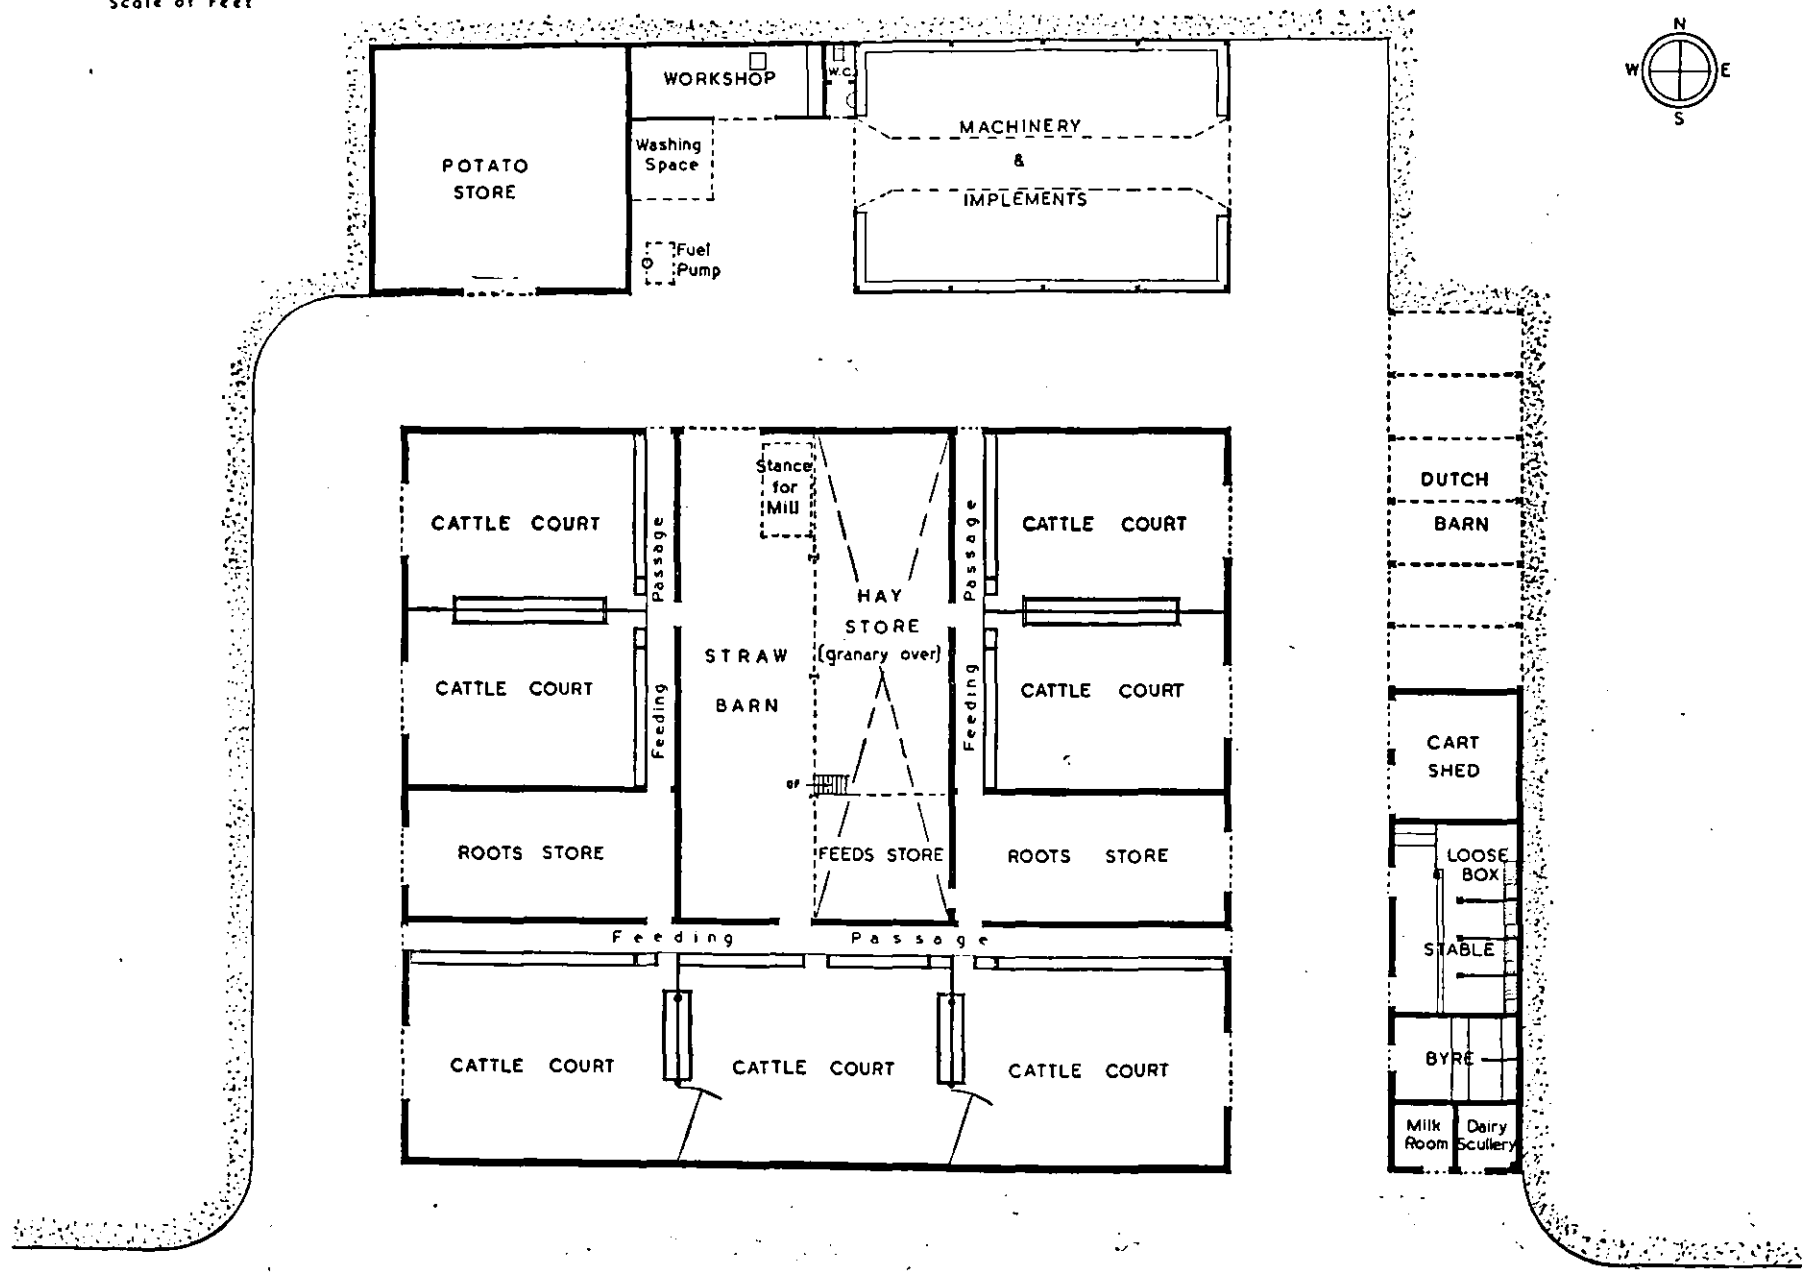 Scale of Feet
N
W E
S
WORKSHOP
W.C.
POTATO
STORE
Washing
Space
Fuel
Pump
MACHINERY
&
IMPLEMENTS
Stance
for
Mill
CATTLE COURT
Feeding Passage
CATTLE COURT
STRAW
BARN
HAY
STORE
(granary over)
UP
FEEDS STORE
ROOTS STORE
Feeding Passage
CATTLE COURT
CATTLE COURT
ROOTS STORE
Feeding Passage
CATTLE COURT
CATTLE COURT
CATTLE COURT
DUTCH
BARN
CART
SHED
LOOSE
BOX
STABLE
BYRE
Milk
Room
Dairy
Scullery